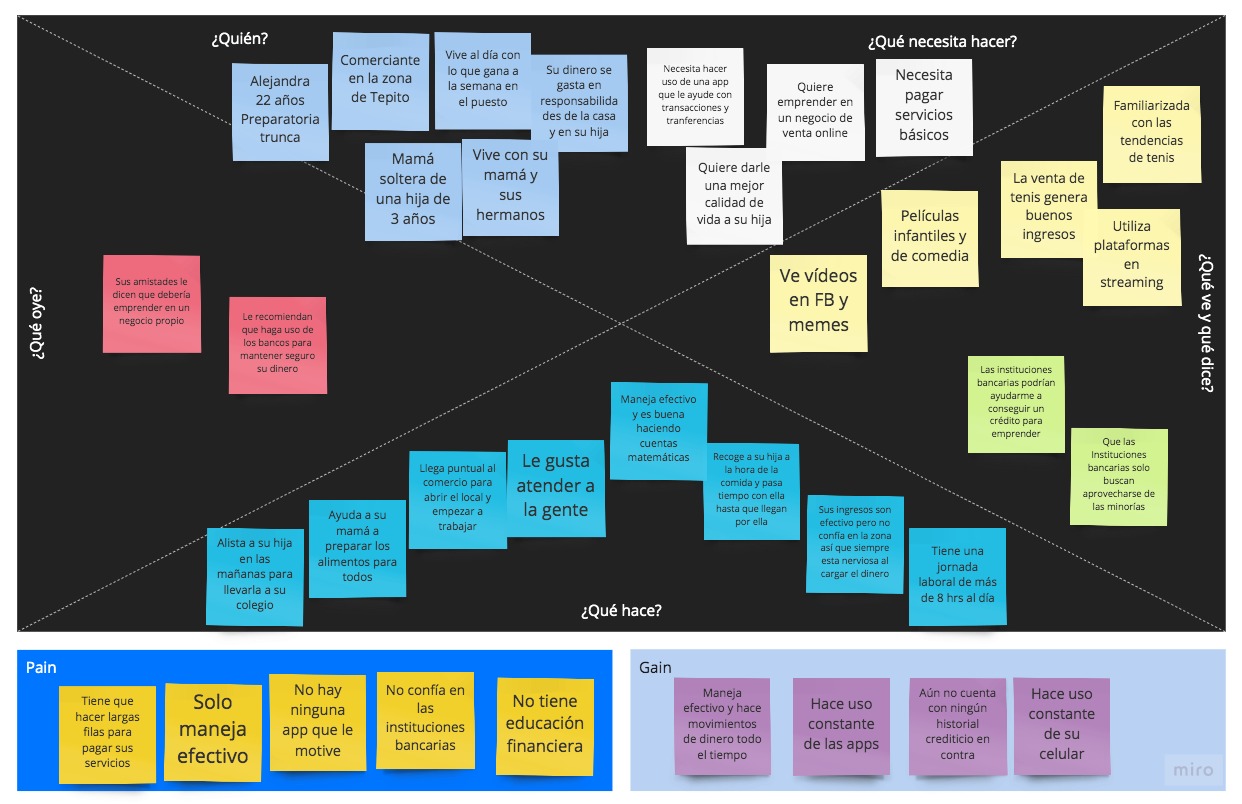 ¿Quién?
Alejandra
22 años
Preparatoria
trunca
Comerciante
en la zona
de Tepito
Vive al día con
lo que gana a
la semana en
el puesto
Su dinero se
gasta en
responsabilida
des de la casa
y en su hija
Mamá
soltera de
una hija de
3 años
Vive con su
mamá y
sus
hermanos
¿Qué necesita hacer?
Necesita hacer
uso de una app
que le ayude con
transacciones y
tranferencias
Quiere
emprender en
un negocio de
venta online
Necesita
pagar
servicios
básicos
Quiere darle
una mejor
calidad de
vida a su hija
¿Qué ve y qué dice?
Familiarizada
con las
tendencias
de tenis
La venta de
tenis genera
buenos
ingresos
Utiliza
plataformas
en
streaming
Películas
infantiles y
de comedia
Ve vídeos
en FB y
memes
Las instituciones
bancarias podrían
ayudarme a
conseguir un
crédito para
emprender
Que las
Instituciones
bancarias solo
buscan
aprovecharse de
las minorías
¿Qué oye?
Sus amistades le
dicen que debería
emprender en un
negocio propio
Le recomiendan
que haga uso de
los bancos para
mantener seguro
su dinero
Alista a su hija
en las
mañanas para
llevarla a su
colegio
Ayuda a su
mamá a
preparar los
alimentos para
todos
Llega puntual al
comercio para
abrir el local y
empezar a
trabajar
Le gusta
atender a
la gente
Maneja efectivo
y es buena
haciendo
cuentas
matemáticas
Recoge a su hija a
la hora de la
comida y pasa
tiempo con ella
hasta que llegan
por ella
Sus ingresos son
efectivo pero no
confía en la zona
así que siempre
esta nerviosa al
cargar el dinero
Tiene una
jornada
laboral de más
de 8 hrs al día
¿Qué hace?
Pain
Tiene que
hacer largas
filas para
pagar sus
servicios
Solo
maneja
efectivo
No hay
ninguna
app que le
motive
No confía en
las
instituciones
bancarias
No tiene
educación
financiera
Gain
Maneja
efectivo y hace
movimientos
de dinero todo
el tiempo
Hace uso
constante
de las apps
Aún no cuenta
con ningún
historial
crediticio en
contra
Hace uso
constante
de su
celular
miro